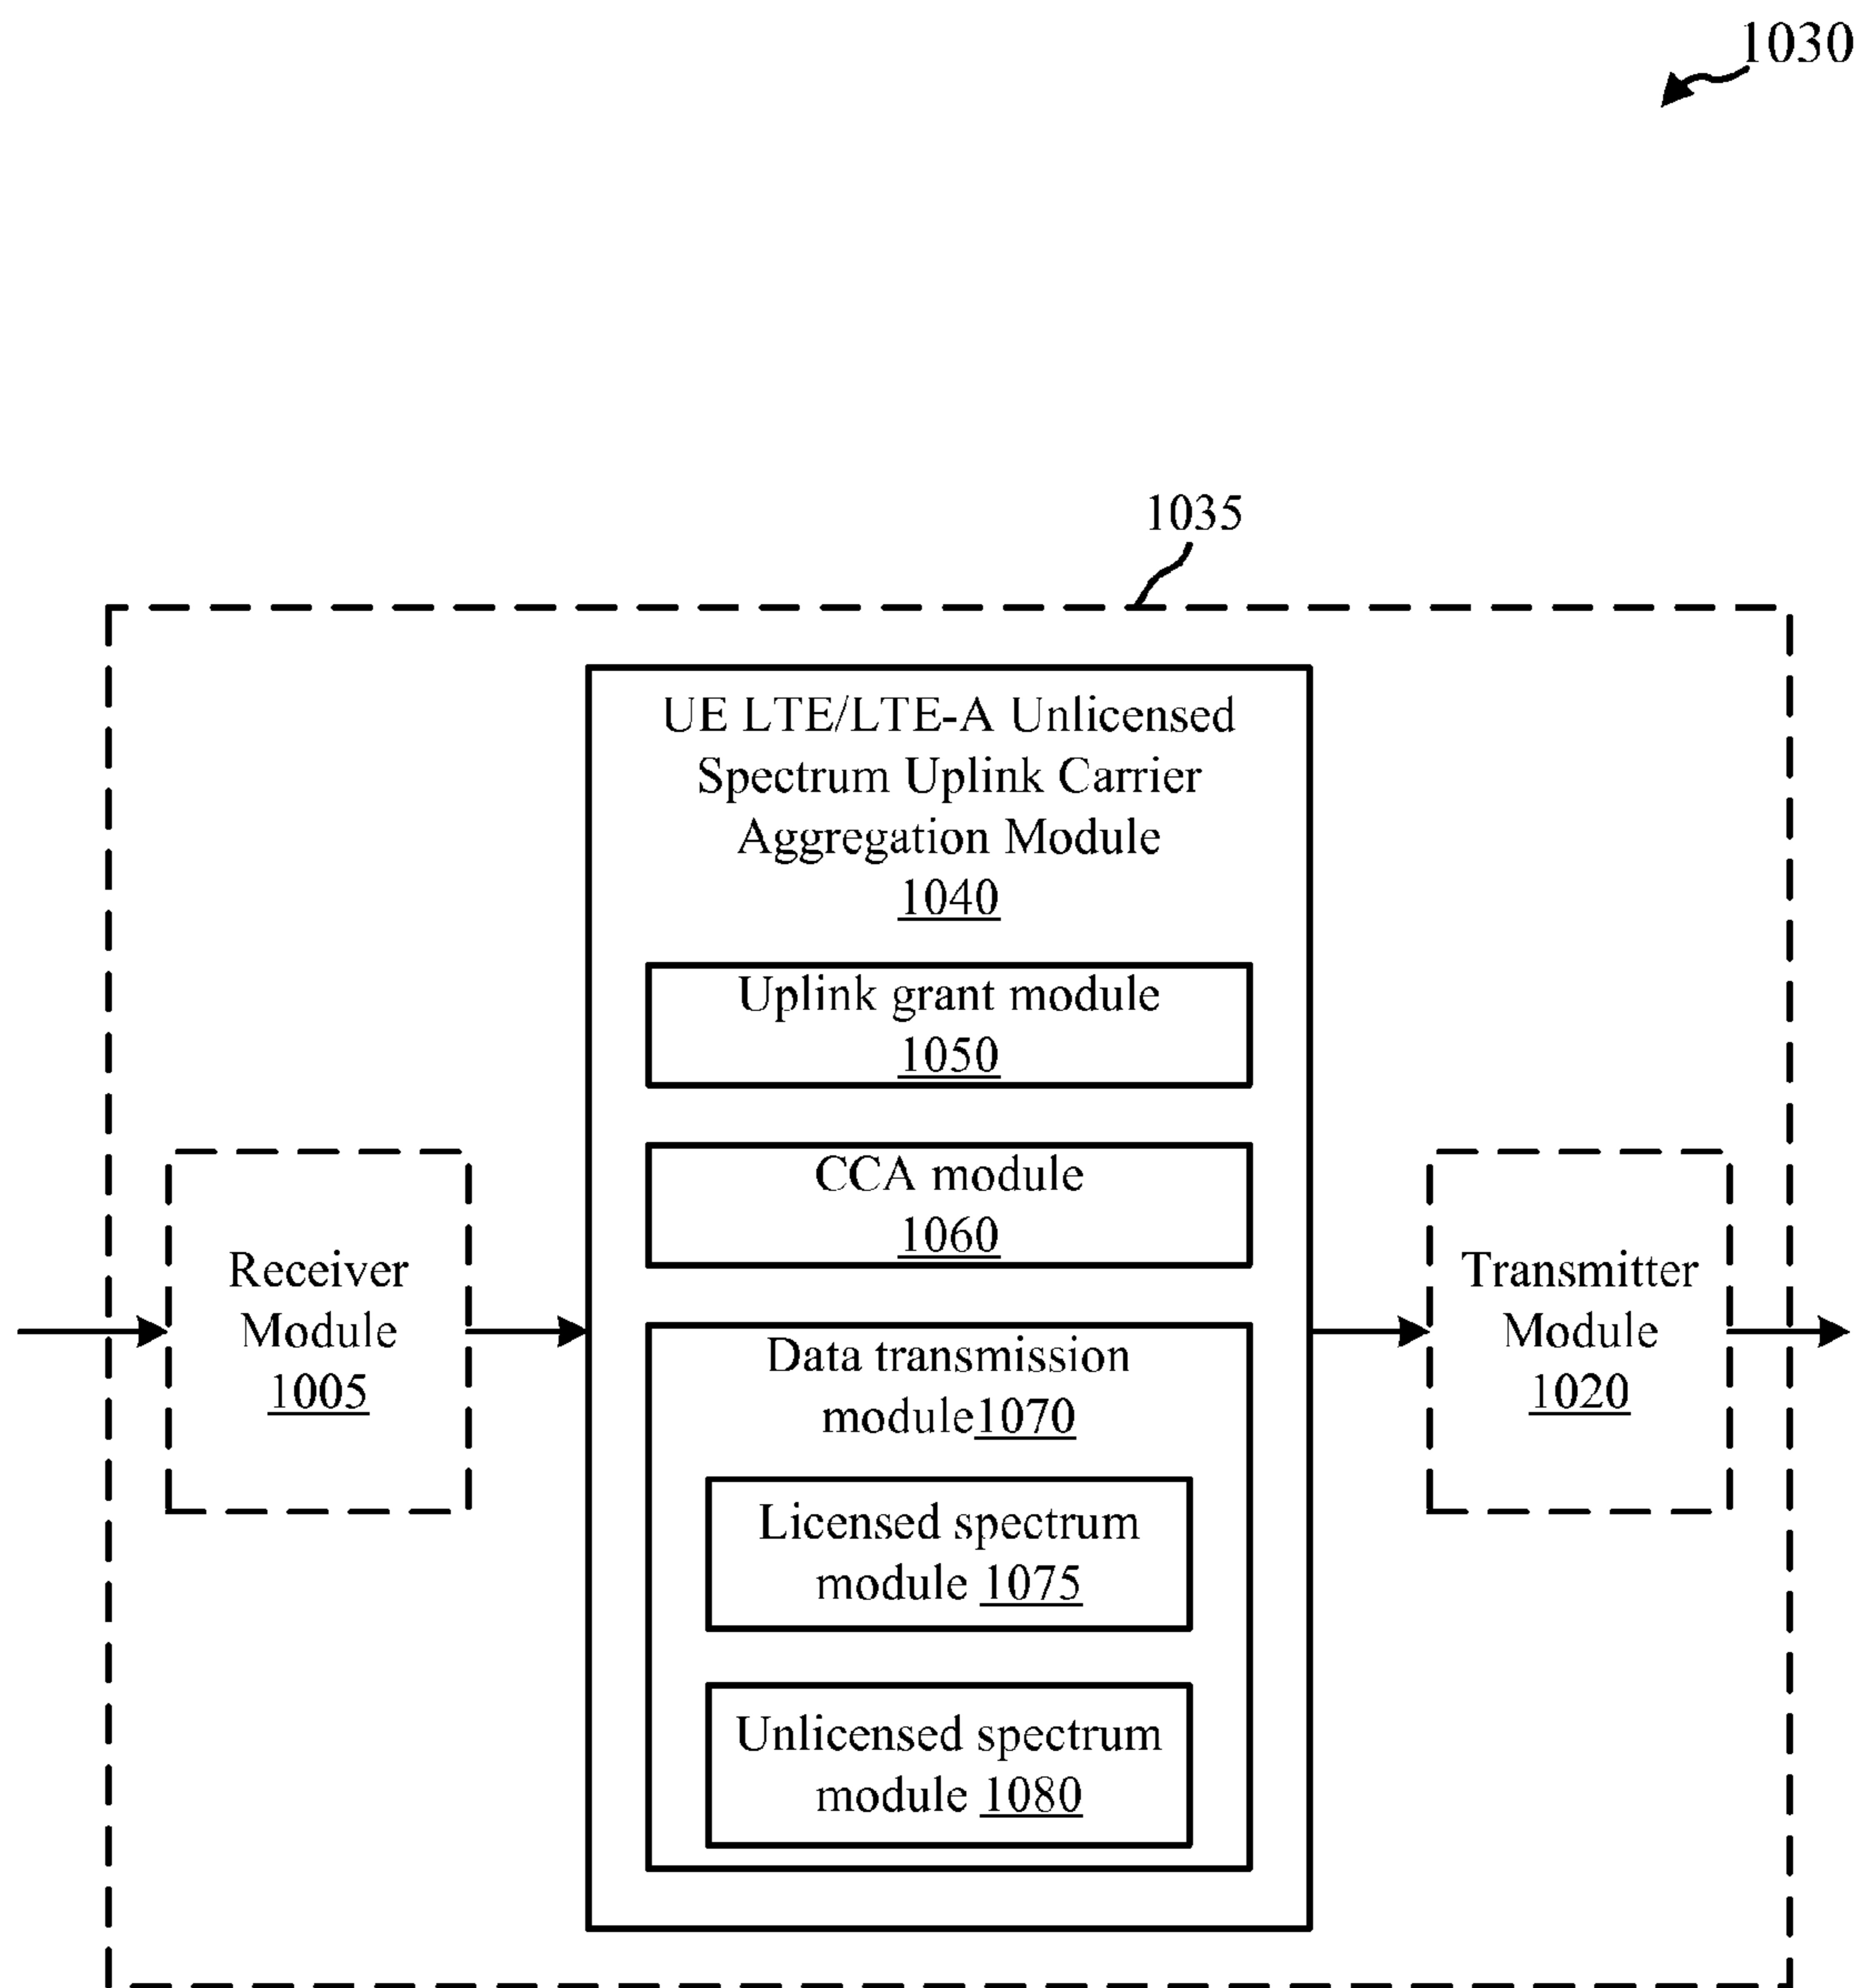 1030
1035
UE LTE/LTE-A Unlicensed
Spectrum Uplink Carrier
Aggregation Module
1040
Uplink grant module
1050
CCA module
1060
Receiver
Module
1005
Data transmission
module1070
Licensed spectrum
module 1075
Unlicensed spectrum
module 1080
Transmitter
Module
1020